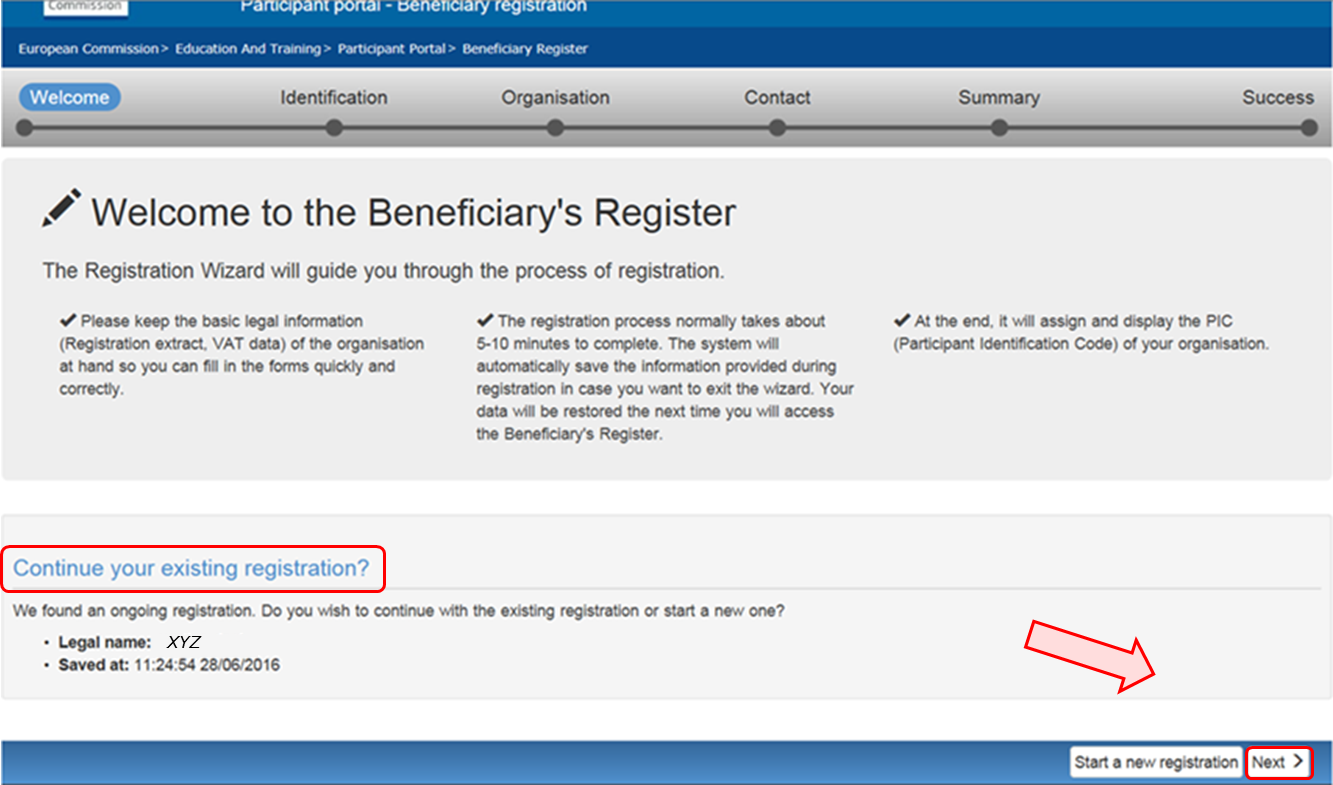 Commission
Participant portal - Beneficiary registration
European Commission > Education And Training > Participant Portal > Beneficiary Register
Welcome Identification Organisation Contact Summary Success
Welcome to the Beneficiary's Register
The Registration Wizard will guide you through the process of registration.
Please keep the basic legal information
(Registration extract, VAT data) of the organisation
at hand so you can fill in the forms quickly and
correctly.
The registration process normally takes about
5-10 minutes to complete. The system will
automatically save the information provided during
registration in case you want to exit the wizard. Your
data will be restored the next time you will access
the Beneficiary's Register.
At the end, it will assign and display the PIC
(Participant Identification Code) of your organisation.
Continue your existing registration?
We found an ongoing registration. Do you wish to continue with the existing registration or start a new one?
• Legal name: XYZ
• Saved at: 11:24:54 28/06/2016
Start a new registration Next >